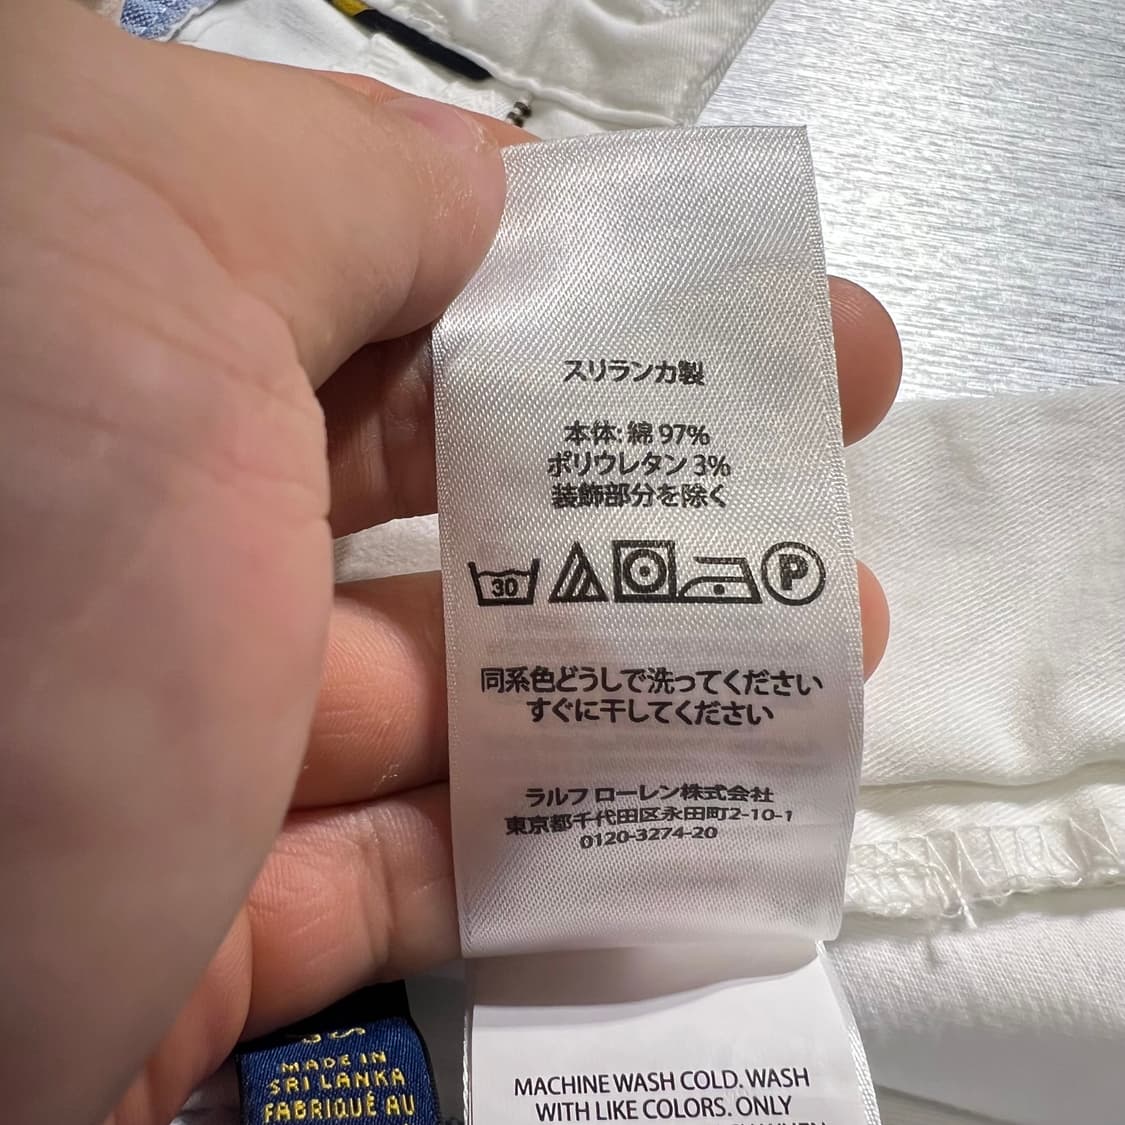 スリランカ製
本体: 綿 97%
ポリウレタン 3%
装飾部分を除く
30
P
同系色どうしで洗ってください
すぐに干してください
ラルフ ローレン株式会社
東京都千代田区永田町2-10-1
0120-3274-20
MADE IN
SRI LANKA
FABRIQUÉ AU
MACHINE WASH COLD. WASH
WITH LIKE COLORS. ONLY